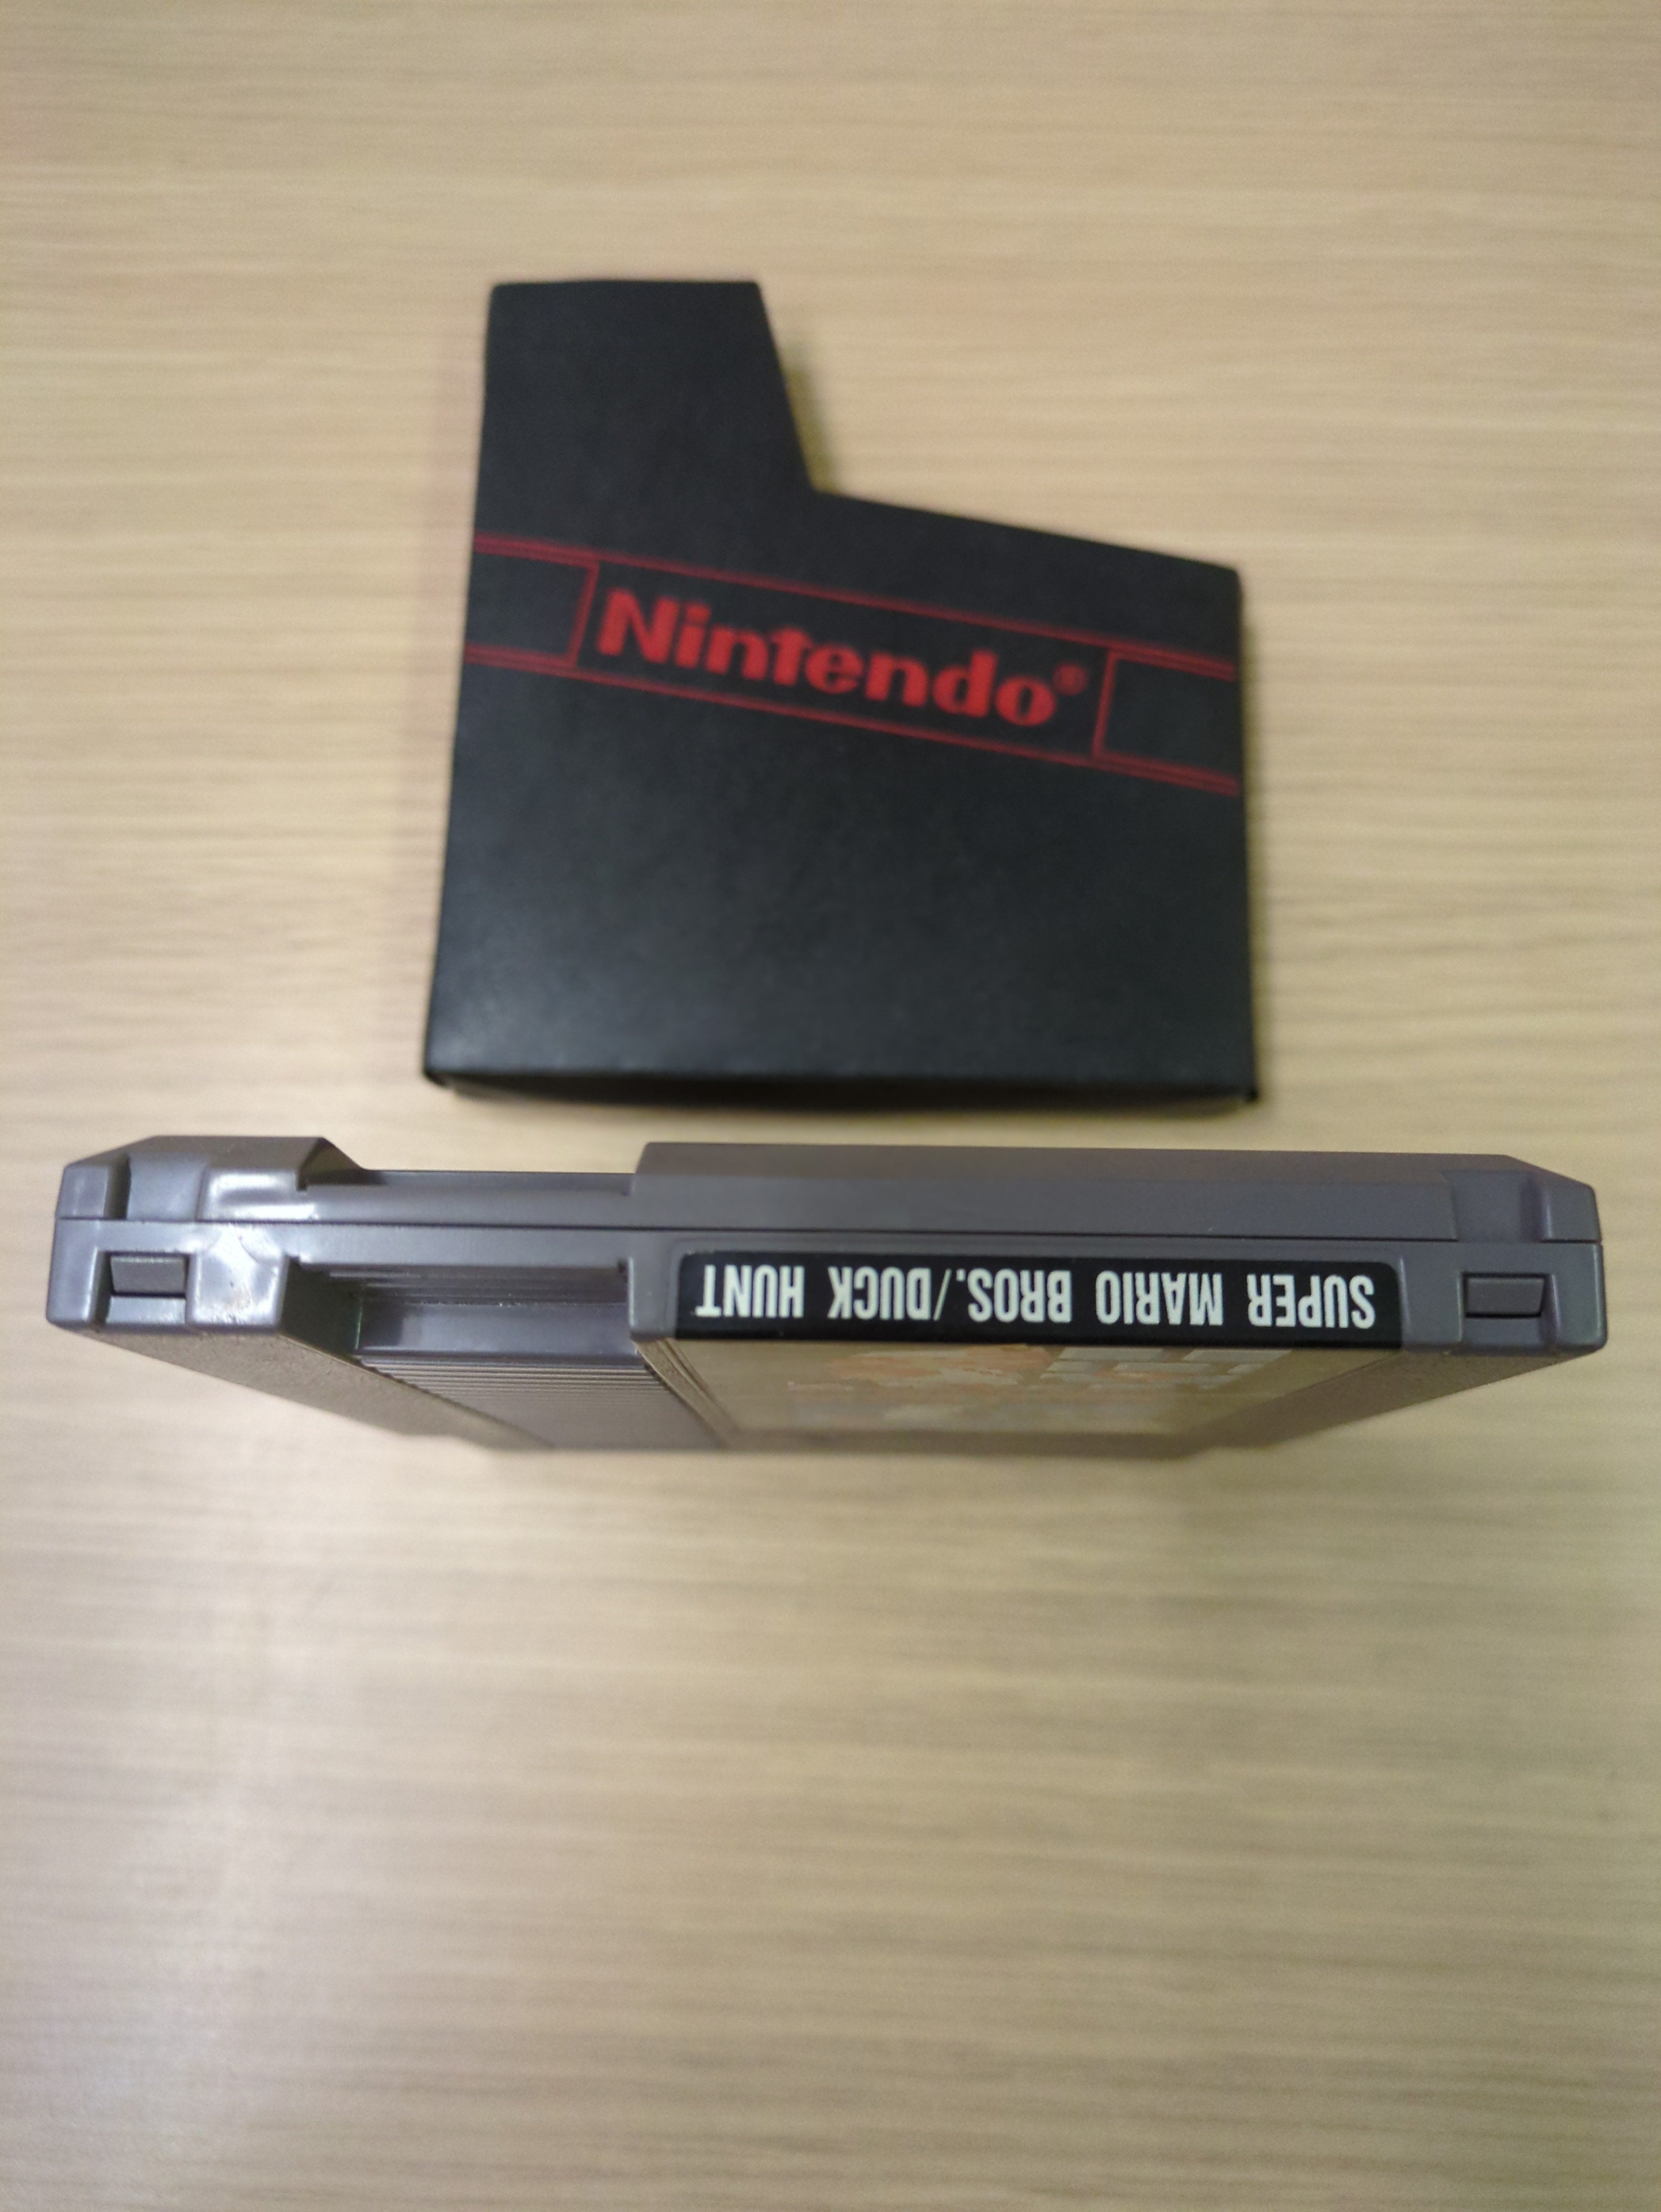 Nintendo®
SUPER MARIO BROS./DUCK HUNT